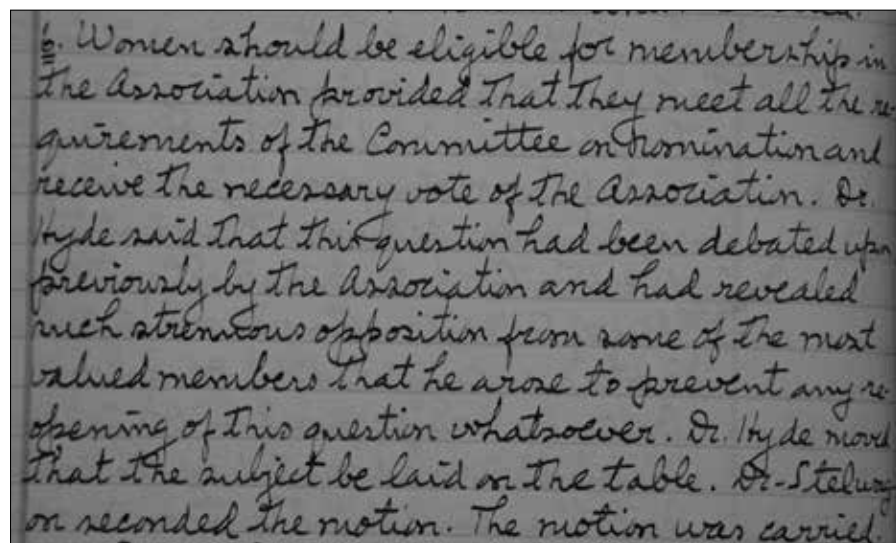 6. Women should be eligible for membership in
the Association provided that they meet all the re-
quirements of the Committee on nomination and
receive the necessary vote of the Association. Dr.
Hyde said that this question had been debated upon
previously by the Association and had revealed
such strenuous opposition from some of the most
valued members that he arose to prevent any re-
opening of this question whatsoever. Dr. Hyde moved
that the subject be laid on the table. Dr. Stelwag-
on seconded the motion. The motion was carried.